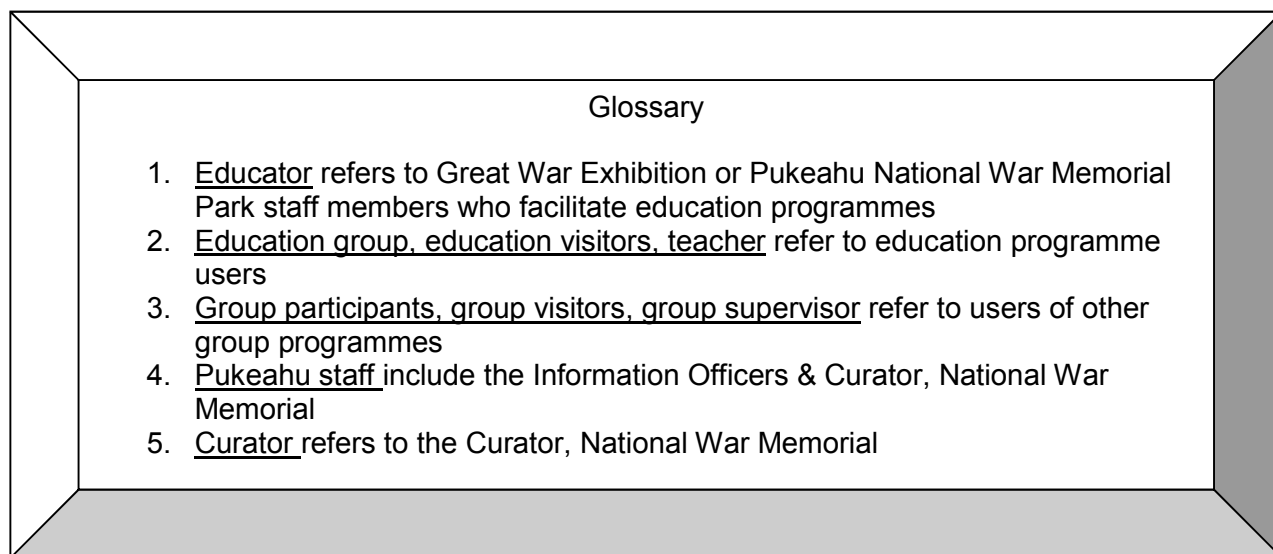 Glossary
1. Educator refers to Great War Exhibition or Pukeahu National War Memorial
Park staff members who facilitate education programmes
2. Education group, education visitors, teacher refer to education programme
users
3. Group participants, group visitors, group supervisor refer to users of other
group programmes
4. Pukeahu staff include the Information Officers & Curator, National War
Memorial
5. Curator refers to the Curator, National War Memorial